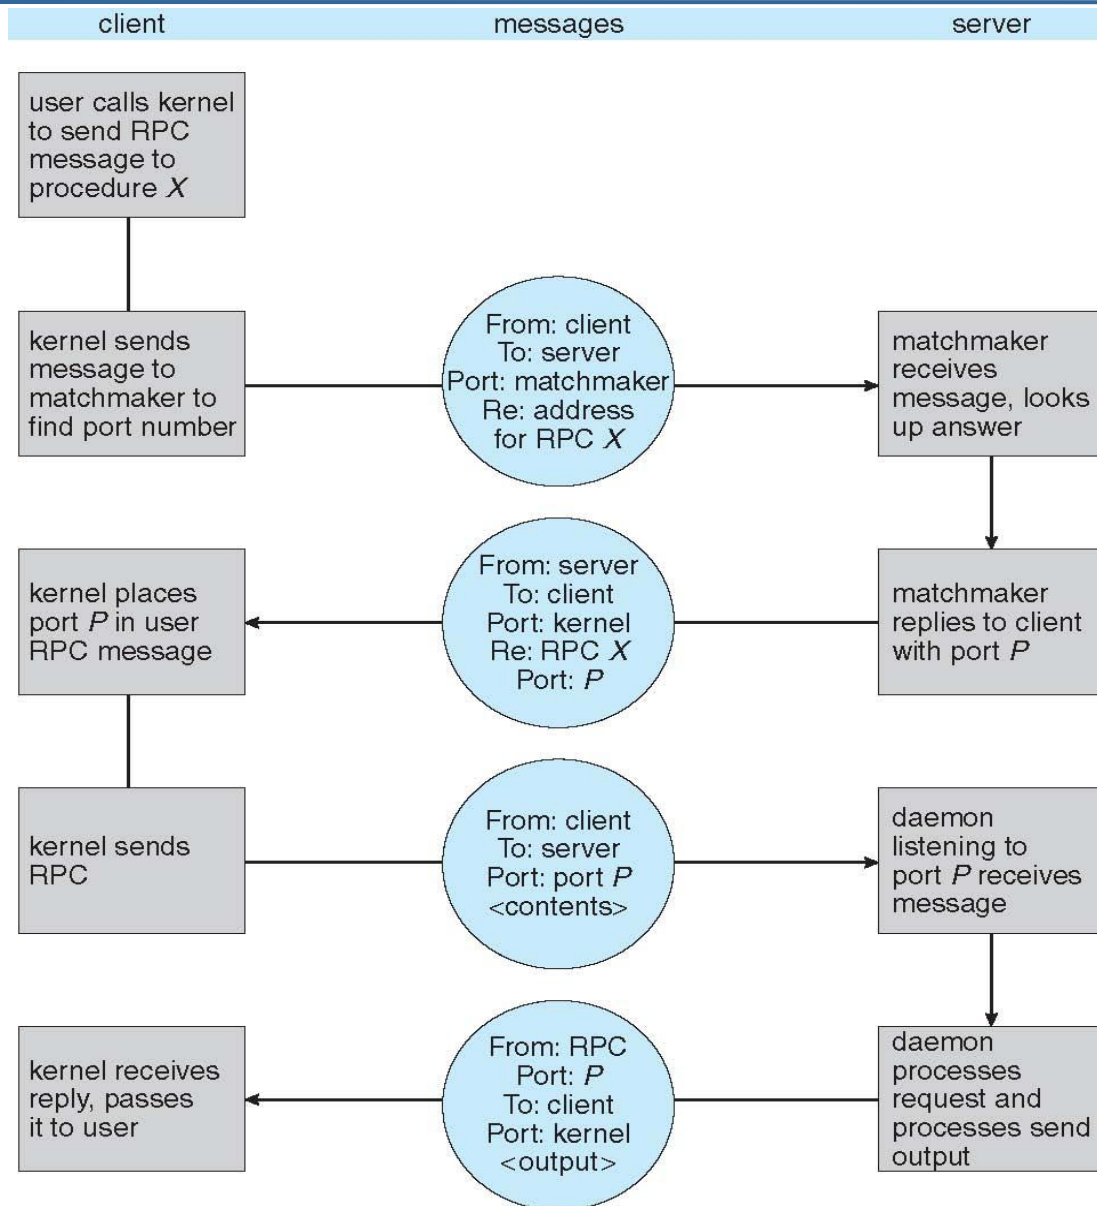 client
messages
server
user calls kernel
to send RPC
message to
procedure X
kernel sends
message to
matchmaker to
find port number
From: client
To: server
Port: matchmaker
Re: address
for RPC X
matchmaker
receives
message, looks
up answer
kernel places
port P in user
RPC message
From: server
To: client
Port: kernel
Re: RPC X
Port: P
matchmaker
replies to client
with port P
kernel sends
RPC
From: client
To: server
Port: port P
<contents>
daemon
listening to
port P receives
message
kernel receives
reply, passes
it to user
From: RPC
Port: P
To: client
Port: kernel
<output>
daemon
processes
request and
processes send
output